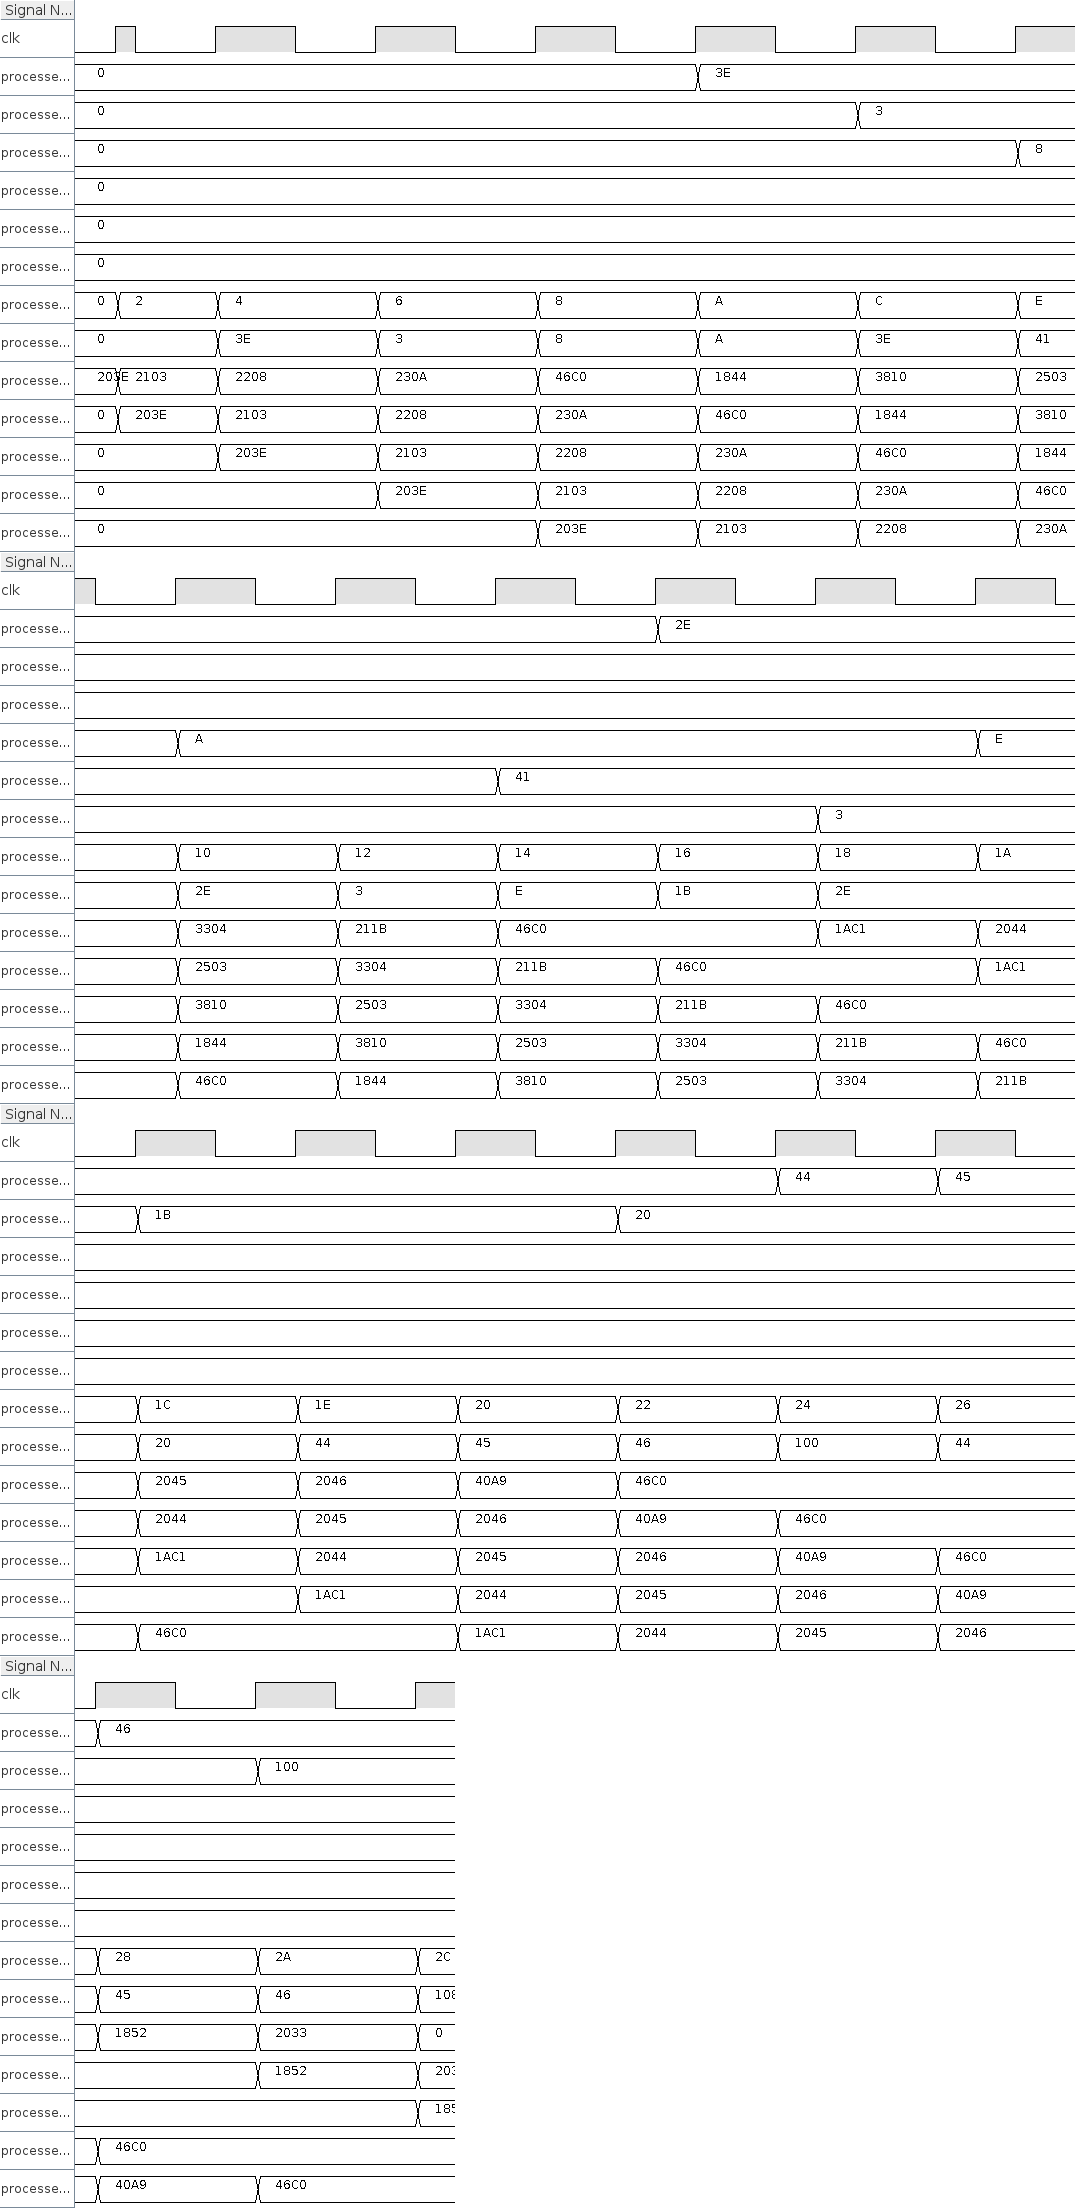 Signal N...
clk
processe... 0 3E
processe... 0 3
processe... 0 8
processe... 0
processe... 0
processe... 0
processe... 0 2 4 6 8 A C E
processe... 0 3E 3 8 A 3E 41
processe... 203E 2103 2208 230A 46C0 1844 3810 2503
processe... 0 203E 2103 2208 230A 46C0 1844 3810
processe... 0 203E 2103 2208 230A 46C0 1844
processe... 0 203E 2103 2208 230A 46C0
processe... 0 203E 2103 2208 230A
Signal N...
clk
processe... 2E
processe...
processe...
processe... A E
processe... 41
processe... 3
processe... 10 12 14 16 18 1A
processe... 2E 3 E 1B 2E
processe... 3304 211B 46C0 1AC1 2044
processe... 2503 3304 211B 46C0 1AC1
processe... 3810 2503 3304 211B 46C0
processe... 1844 3810 2503 3304 211B 46C0
processe... 46C0 1844 3810 2503 3304 211B
Signal N...
clk
processe... 44 45
processe... 1B 20
processe...
processe...
processe...
processe...
processe... 1C 1E 20 22 24 26
processe... 20 44 45 46 100 44
processe... 2045 2046 40A9 46C0
processe... 2044 2045 2046 40A9 46C0
processe... 1AC1 2044 2045 2046 40A9 46C0
processe... 1AC1 2044 2045 2046 40A9
processe... 46C0 1AC1 2044 2045 2046
Signal N...
clk
processe... 46
processe... 100
processe...
processe...
processe...
processe...
processe... 28 2A 2C
processe... 45 46 108
processe... 1852 2033 0
processe... 1852 203
processe... 185
processe... 46C0
processe... 40A9 46C0